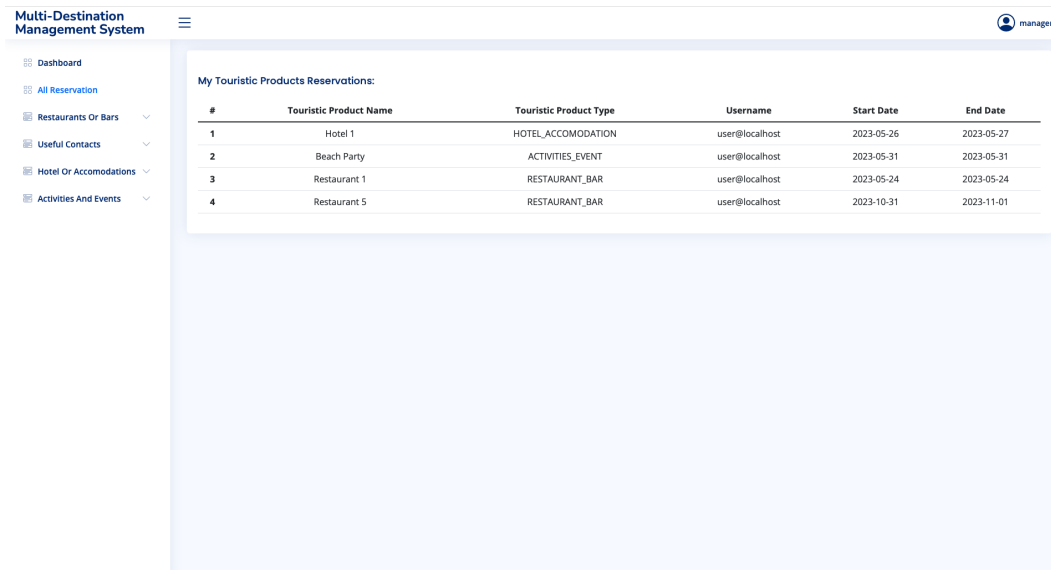 Multi-Destination
Management System
manager
Dashboard
All Reservation
Restaurants Or Bars
Useful Contacts
Hotel Or Accomodations
Activities And Events
My Touristic Products Reservations:
# Touristic Product Name Touristic Product Type Username Start Date End Date
1 Hotel 1 HOTEL_ACCOMODATION user@localhost 2023-05-26 2023-05-27
2 Beach Party ACTIVITIES_EVENT user@localhost 2023-05-31 2023-05-31
3 Restaurant 1 RESTAURANT_BAR user@localhost 2023-05-24 2023-05-24
4 Restaurant 5 RESTAURANT_BAR user@localhost 2023-10-31 2023-11-01